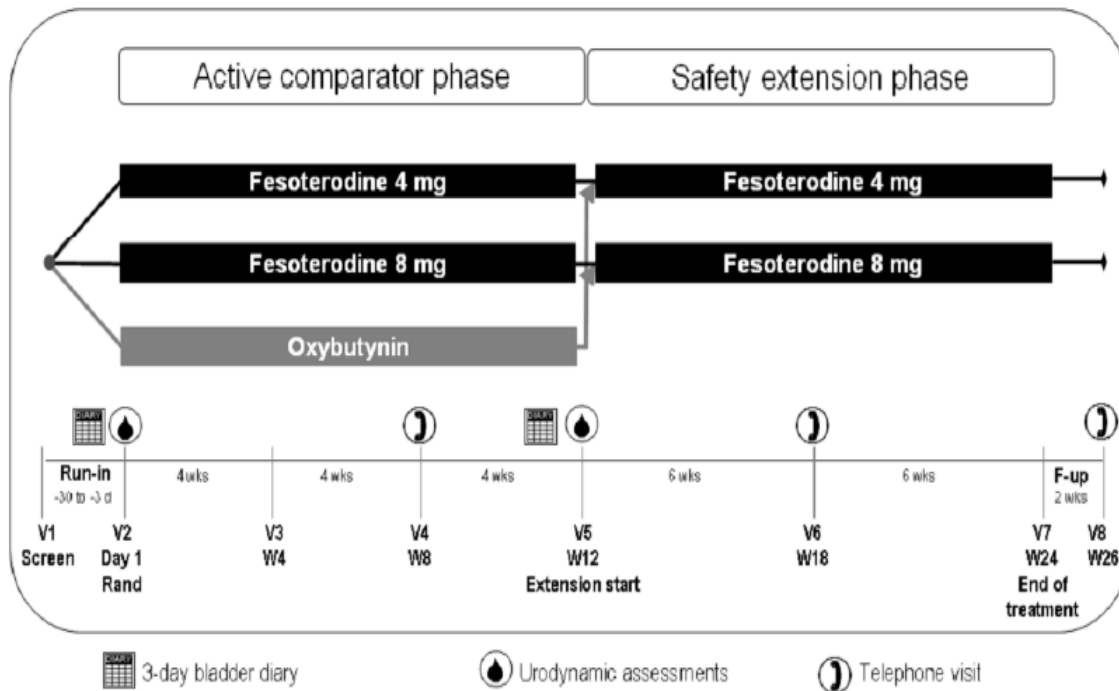 Active comparator phase
Safety extension phase
Fesoterodine 4 mg
Fesoterodine 4 mg
Fesoterodine 8 mg
Fesoterodine 8 mg
Oxybutynin
DIARY
DIARY
Run-in
-30 to -3 d
4 wks
4 wks
4 wks
6 wks
6 wks
F-up
2 wks
V1
Screen
V2
Day 1
Rand
V3
W4
V4
W8
V5
W12
Extension start
V6
W18
V7
W24
End of
treatment
V8
W26
DIARY
3-day bladder diary
Urodynamic assessments
Telephone visit